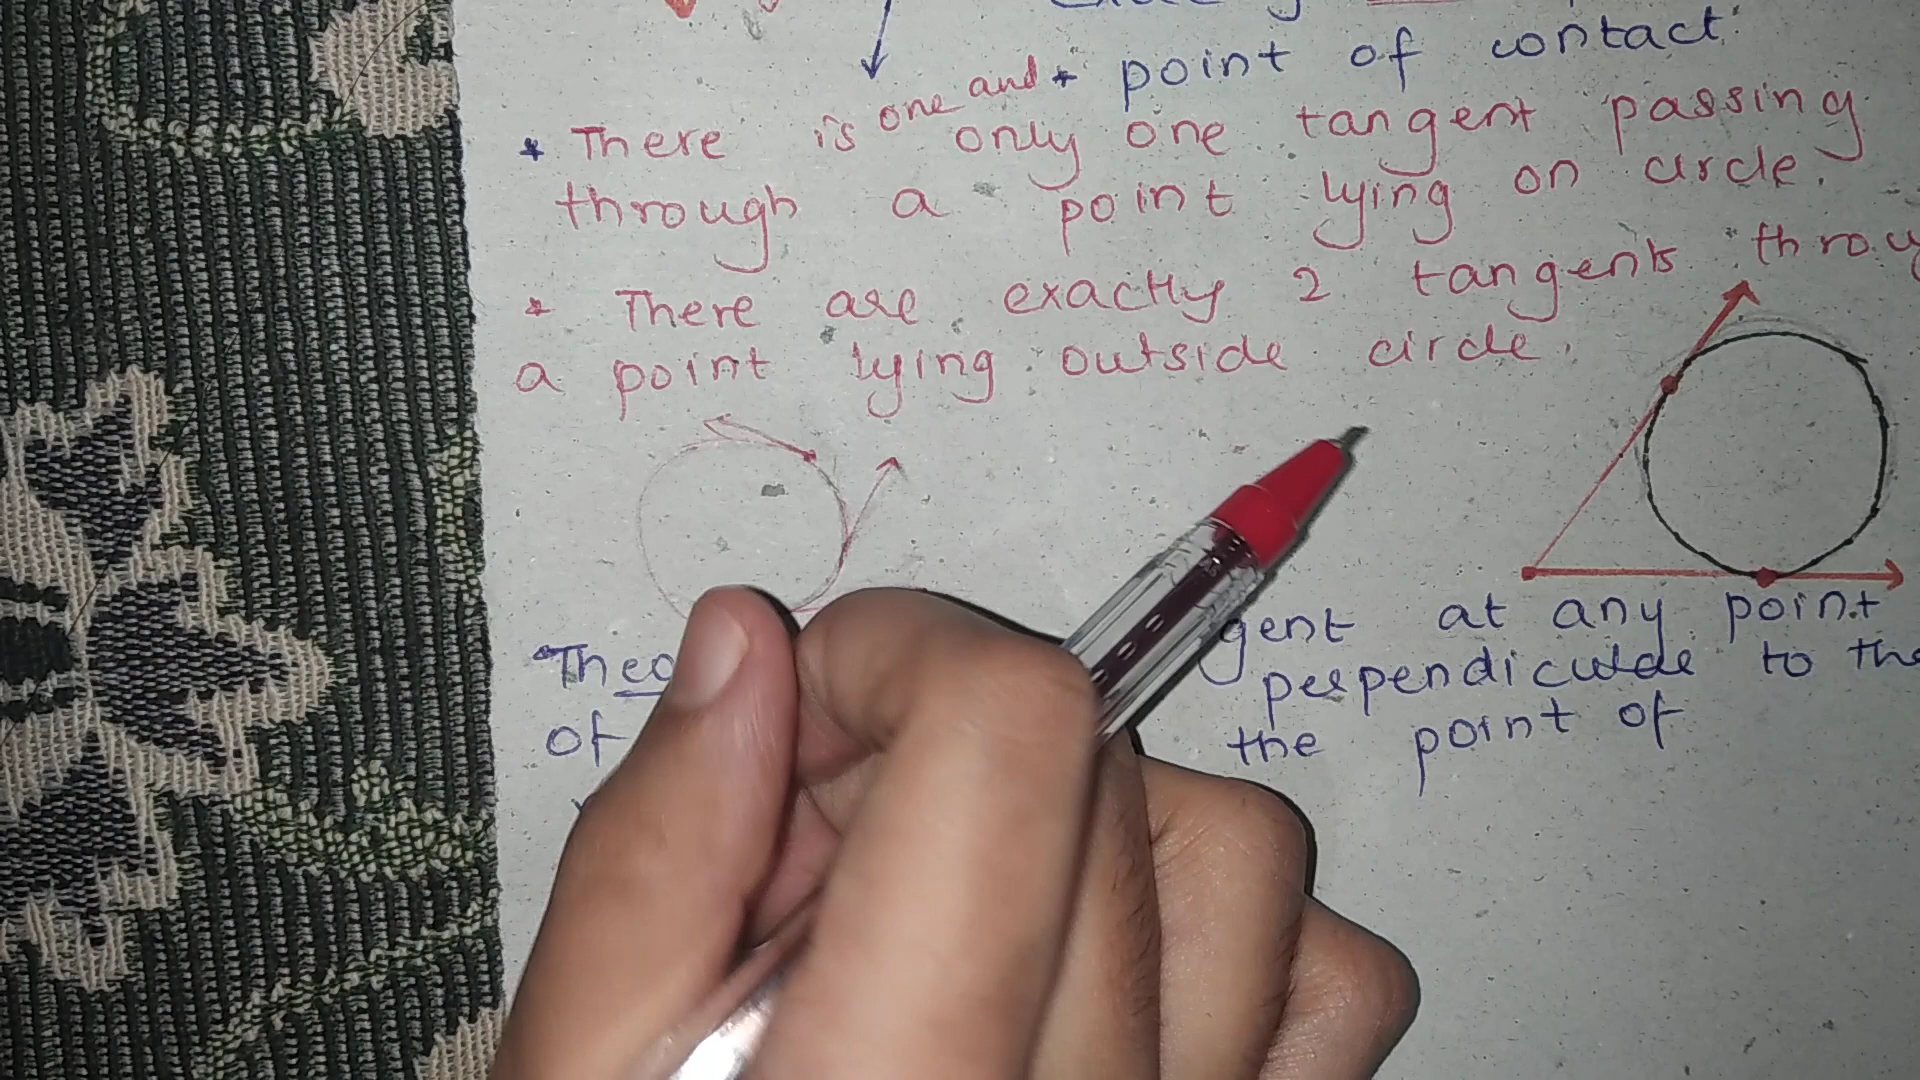 point of contact.
* There is one and only one tangent passing
through a point lying on circle.
* There are exactly 2 tangents throu
a point lying outside circle.
Theo gent at any point
perpendicular to the
of the point of